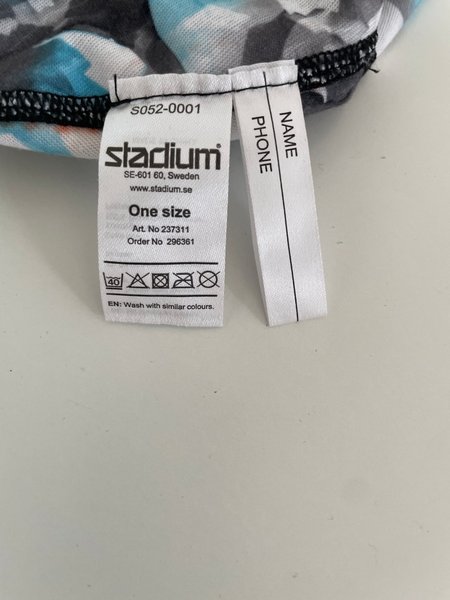 S052-0001
stadium
SE-601 60, Sweden
www.stadium.se
One size
Art. No 237311
Order No 296361
40
EN: Wash with similar colours.
NAME
PHONE